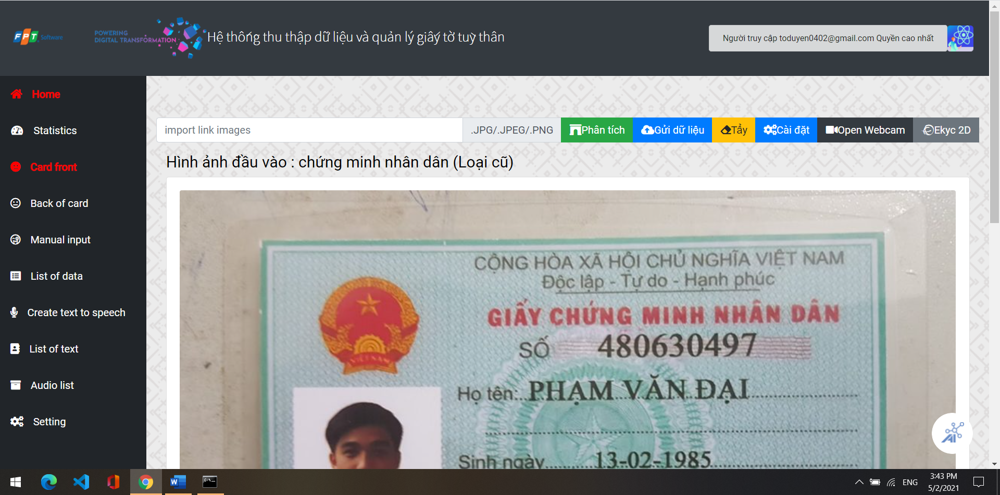 FPT Software
POWERING
DIGITAL TRANSFORMATION
Hệ thống thu thập dữ liệu và quản lý giấy tờ tuỳ thân
Người truy cập toduyen0402@gmail.com Quyền cao nhất
Home
Statistics
Card front
Back of card
Manual input
List of data
Create text to speech
List of text
Audio list
Setting
import link images
.JPG/.JPEG/.PNG
Phân tích
Gửi dữ liệu
Tẩy
Cài đặt
Open Webcam
Ekyc 2D
Hình ảnh đầu vào : chứng minh nhân dân (Loại cũ)
CỘNG HÒA XÃ HỘI CHỦ NGHĨA VIỆT NAM
Độc lập - Tự do - Hạnh phúc
GIẤY CHỨNG MINH NHÂN DÂN
SỐ 480630497
VIỆT NAM
Họ tên: PHẠM VĂN ĐẠI
Sinh ngày 13-02-1985
AI
W
C:\
ENG
3:43 PM
5/2/2021